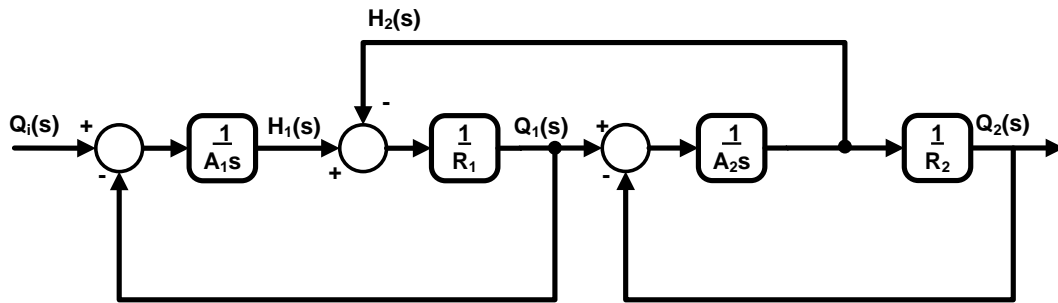 H₂(s)
-
Qᵢ(s)
+
-
1
A₁s
H₁(s)
+
1
R₁
Q₁(s)
+
-
1
A₂s
1
R₂
Q₂(s)